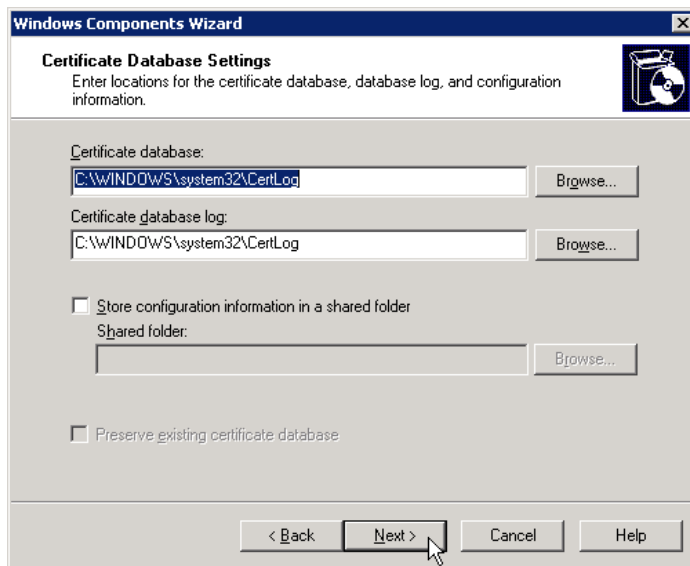 Windows Components Wizard
Certificate Database Settings
Enter locations for the certificate database, database log, and configuration
information.
Certificate database:
C:\WINDOWS\system32\CertLog
Browse...
Certificate database log:
C:\WINDOWS\system32\CertLog
Browse...
Store configuration information in a shared folder
Shared folder:
Browse...
Preserve existing certificate database
< Back
Next >
Cancel
Help